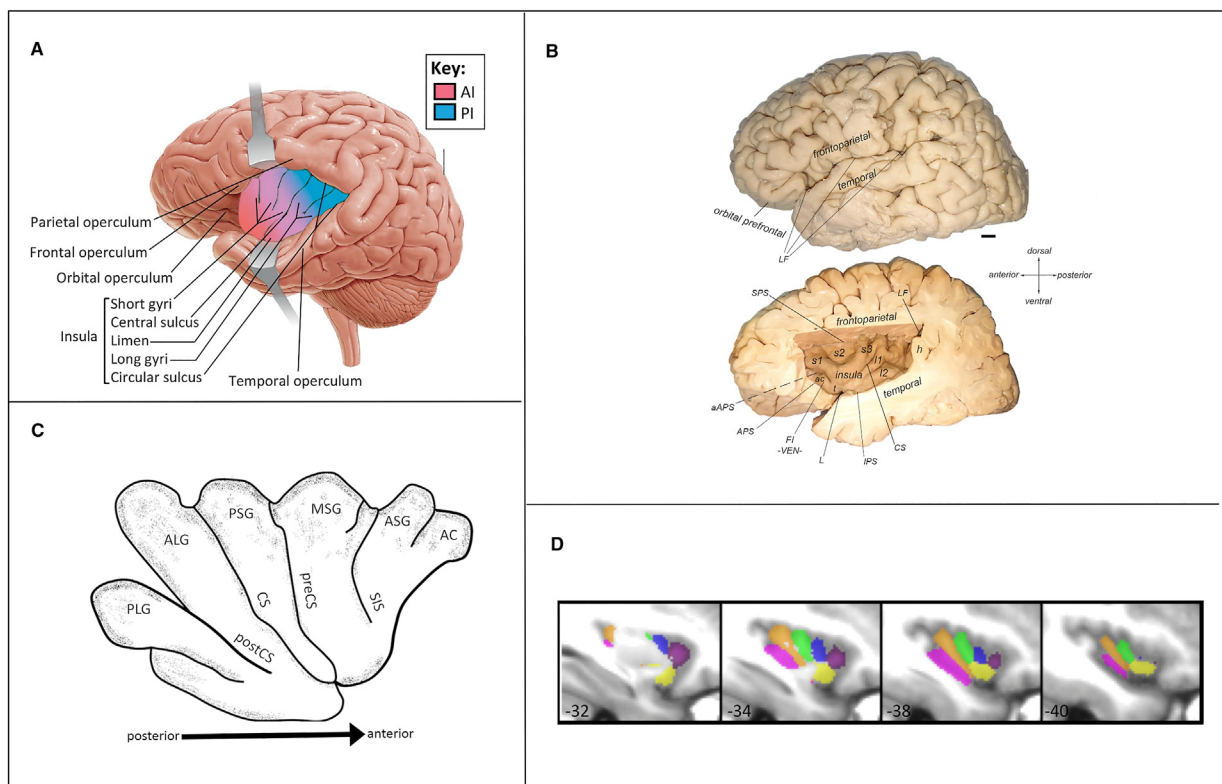 A
Key:
AI
PI
Parietal operculum
Frontal operculum
Orbital operculum
Insula
Short gyri
Central sulcus
Limen
Long gyri
Circular sulcus
Temporal operculum
B
frontoparietal
temporal
orbital prefrontal
LF
dorsal
anterior
posterior
ventral
SPS
LF
frontoparietal
s1
s2
s3
l1
l2
h
insula
ac
t
temporal
aAPS
APS
FI
-VEN-
L
IPS
CS
C
ALG
PSG
MSG
ASG
AC
PLG
CS
preCS
SIS
postCS
posterior
anterior
D
-32
-34
-38
-40